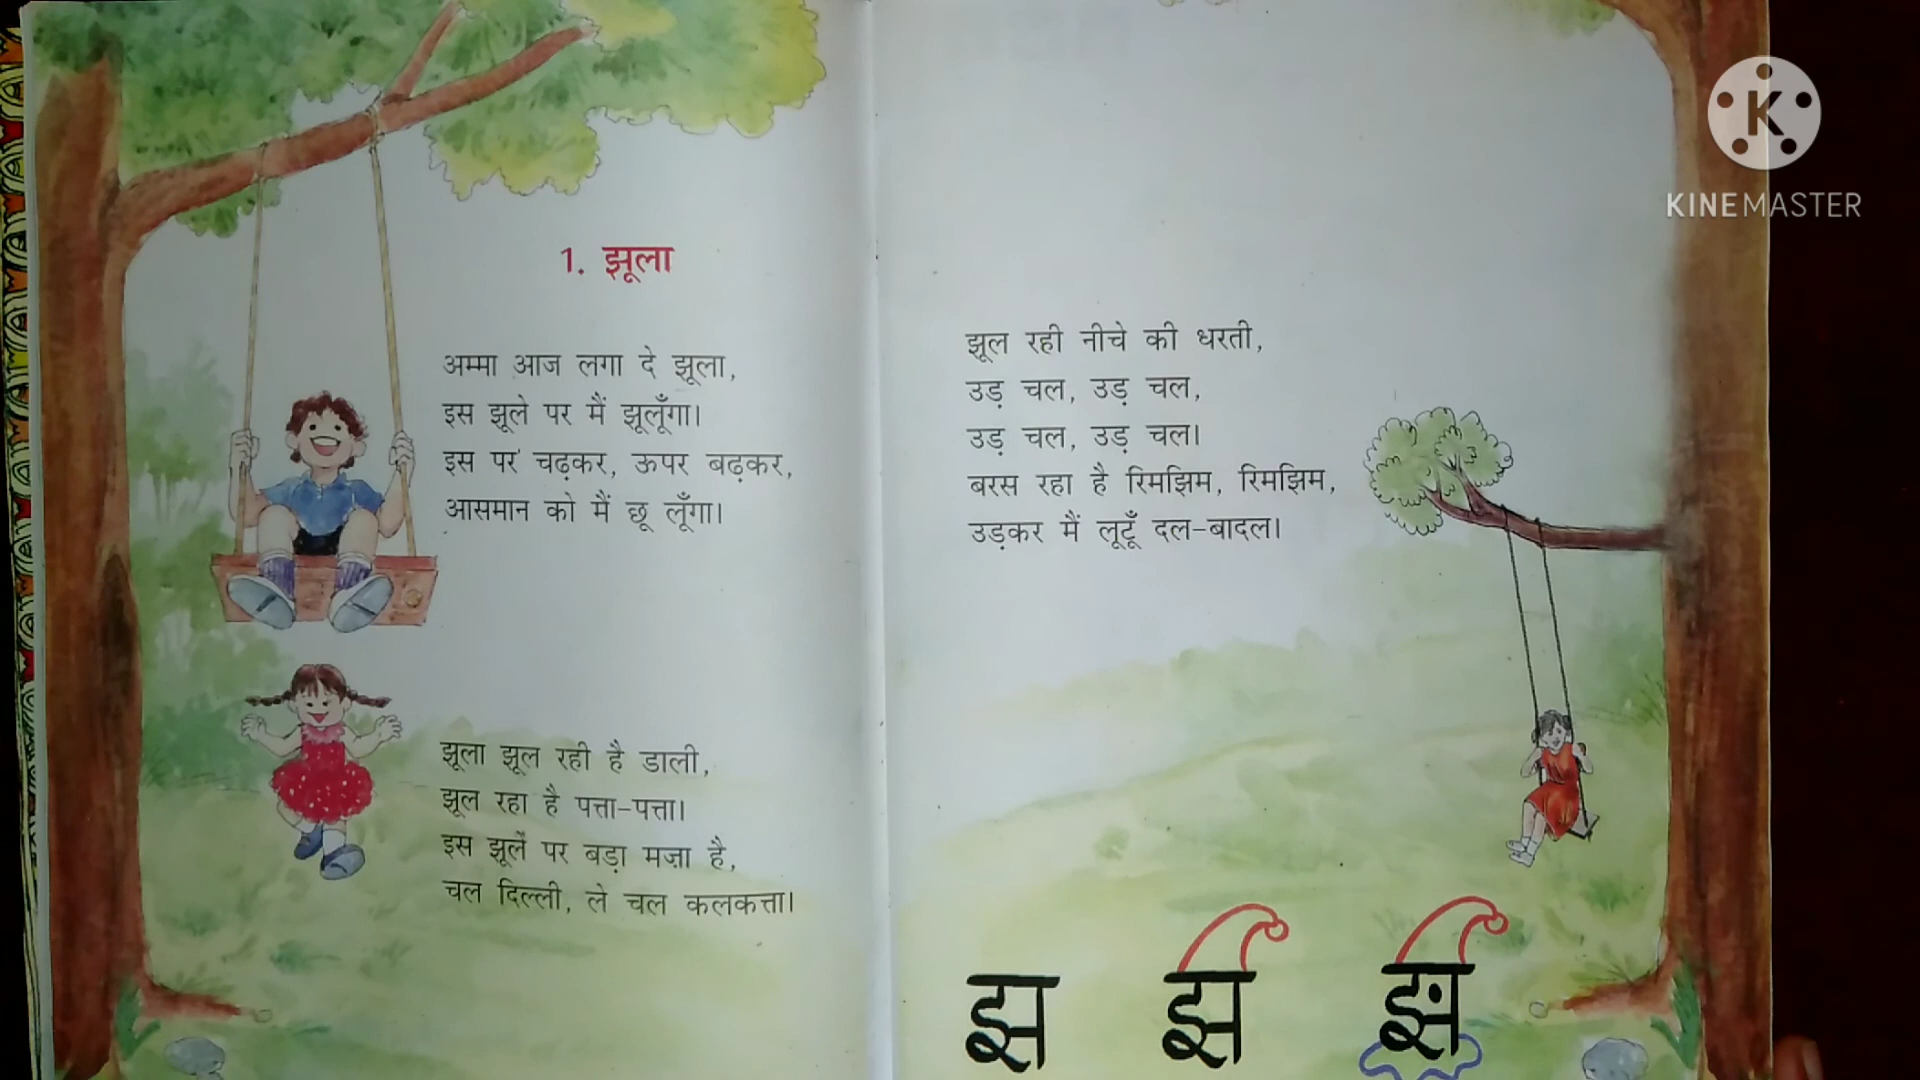 1. झूला
अम्मा आज लगा दे झूला,
इस झूले पर मैं झूलूँगा।
इस पर चढ़कर, ऊपर बढ़कर,
आसमान को मैं छू लूँगा।
झूला झूल रही है डाली,
झूल रहा है पत्ता-पत्ता।
इस झूले पर बड़ा मज़ा है,
चल दिल्ली, ले चल कलकत्ता।
झूल रही नीचे की धरती,
उड़ चल, उड़ चल,
उड़ चल, उड़ चल।
बरस रहा है रिमझिम, रिमझिम,
उड़कर मैं लूटूँ दल-बादल।
झ
K
KINEMASTER